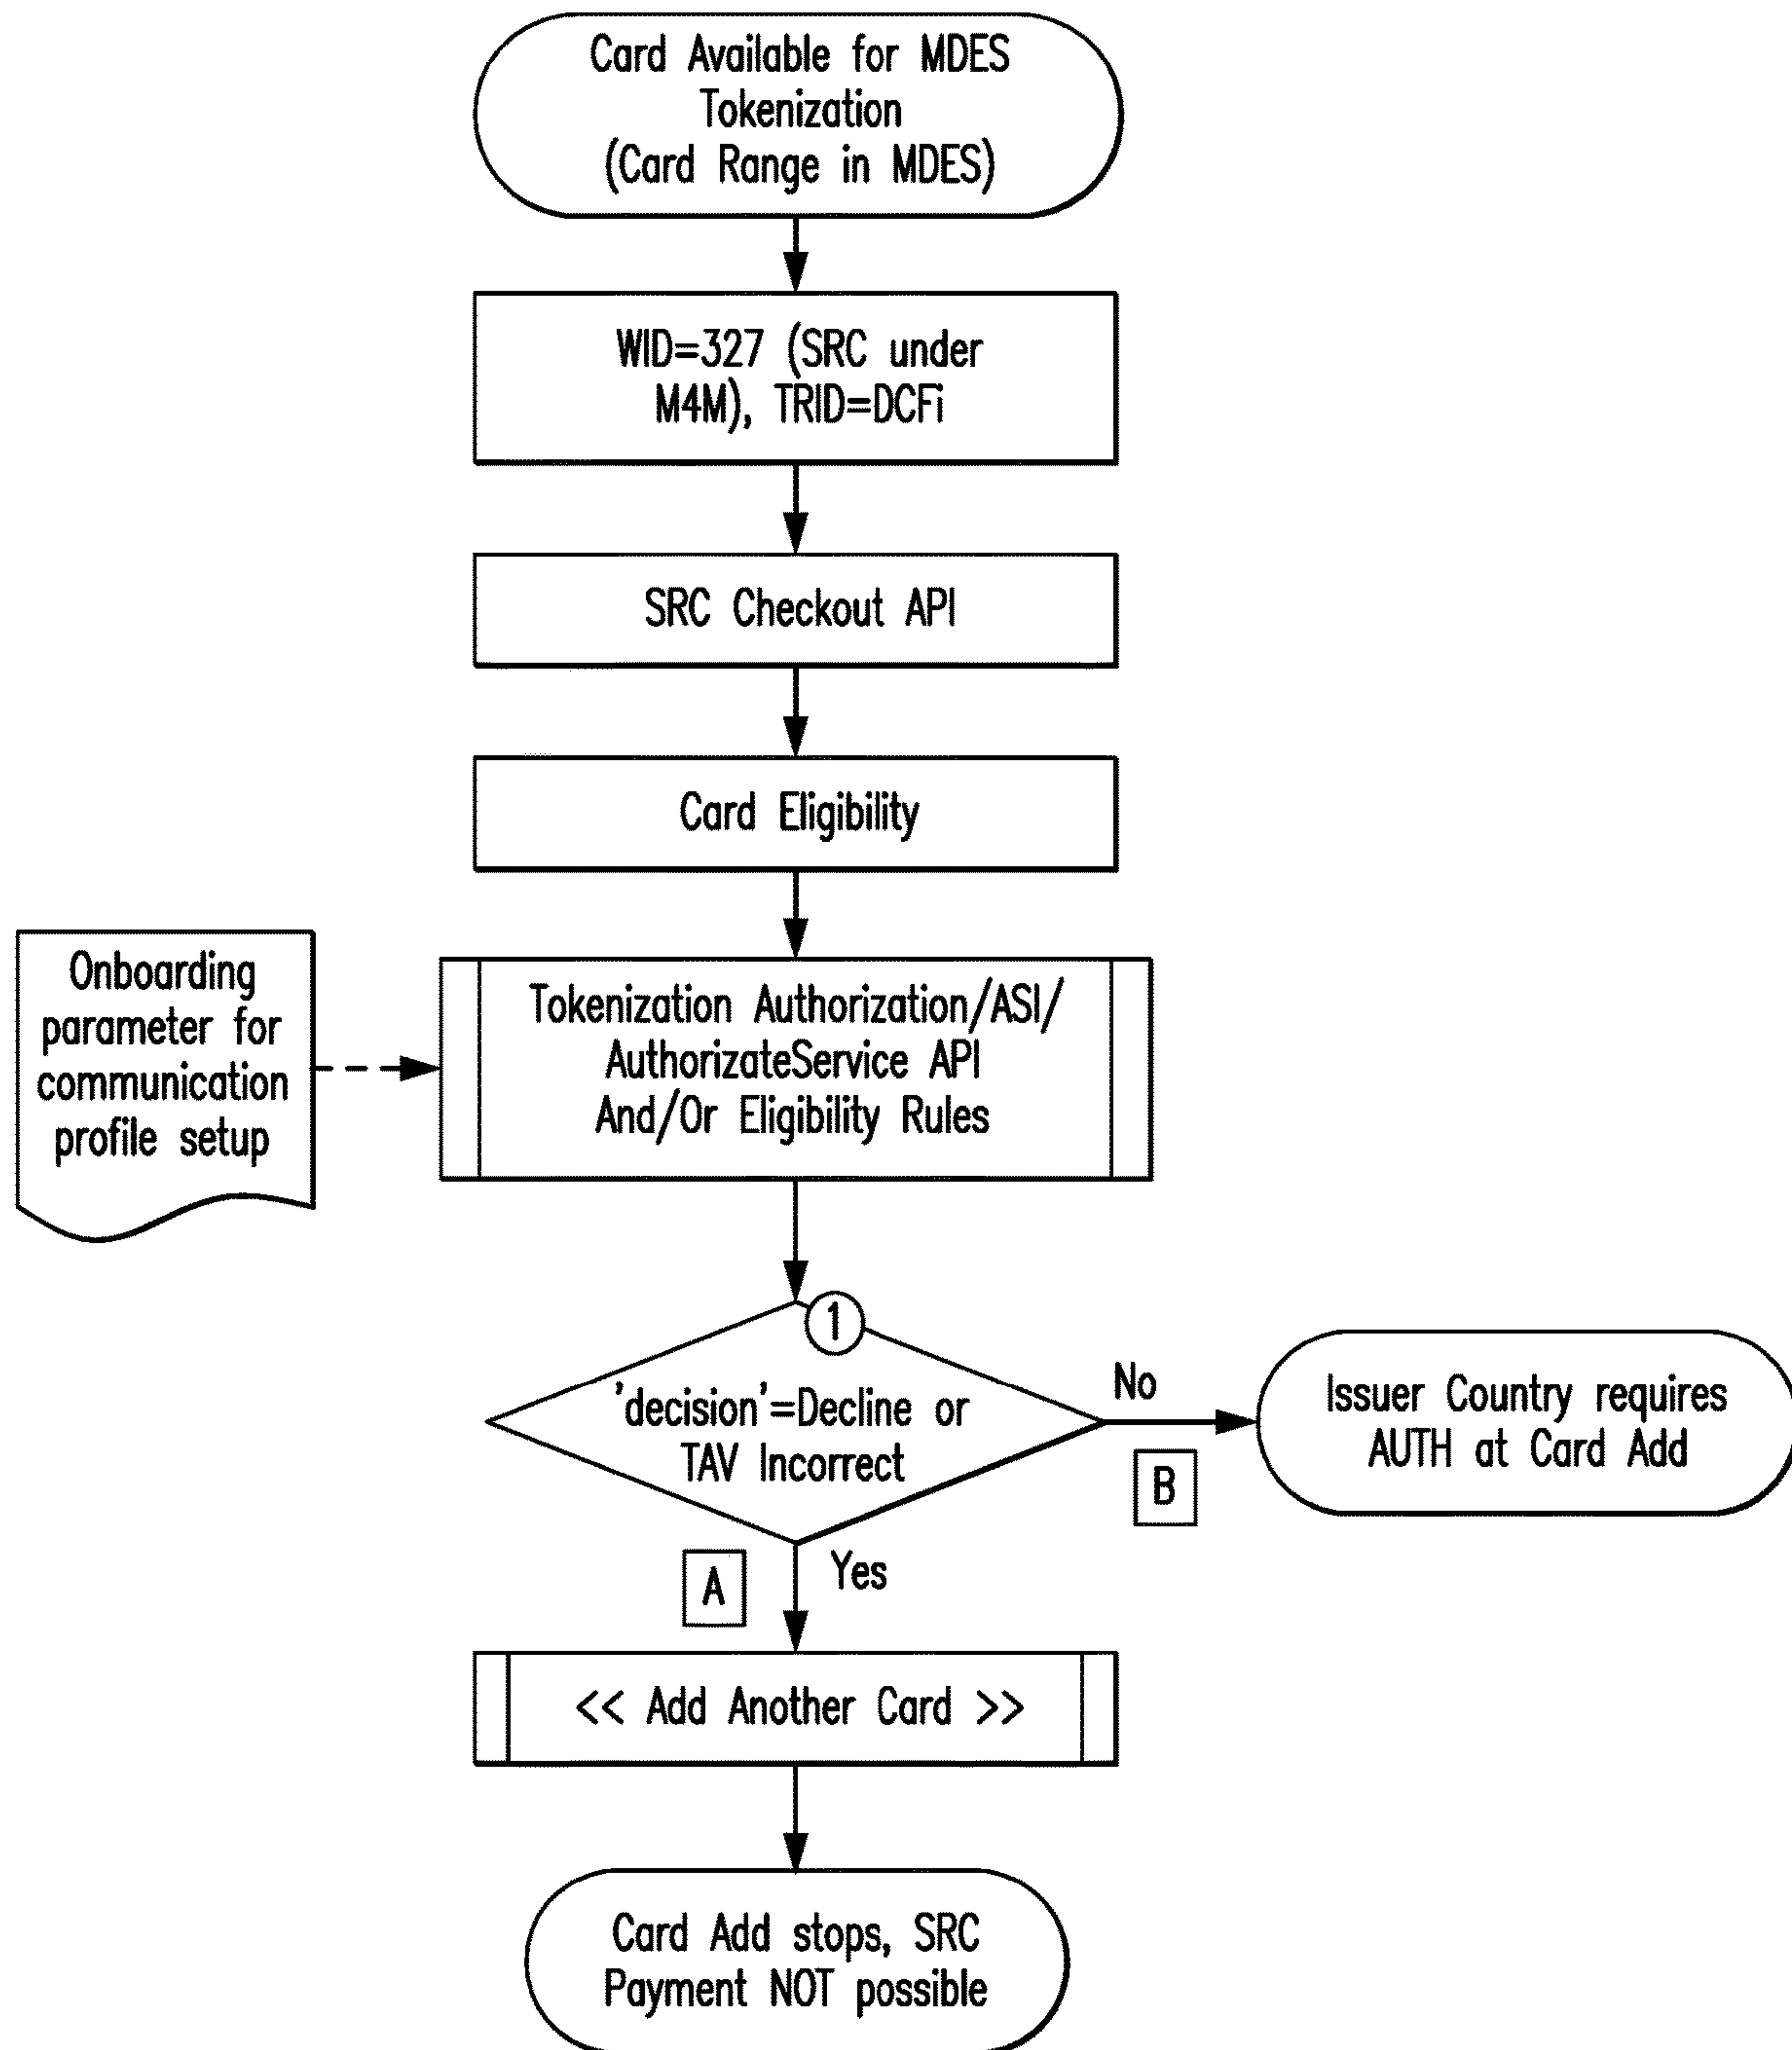 Card Available for MDES
Tokenization
(Card Range in MDES)
WID=327 (SRC under
M4M), TRID=DCFi
SRC Checkout API
Card Eligibility
Onboarding
parameter for
communication
profile setup
Tokenization Authorization/ASI/
AuthorizateService API
And/Or Eligibility Rules
1
'decision'=Decline or
TAV Incorrect
No
B
Issuer Country requires
AUTH at Card Add
A
Yes
<< Add Another Card >>
Card Add stops, SRC
Payment NOT possible